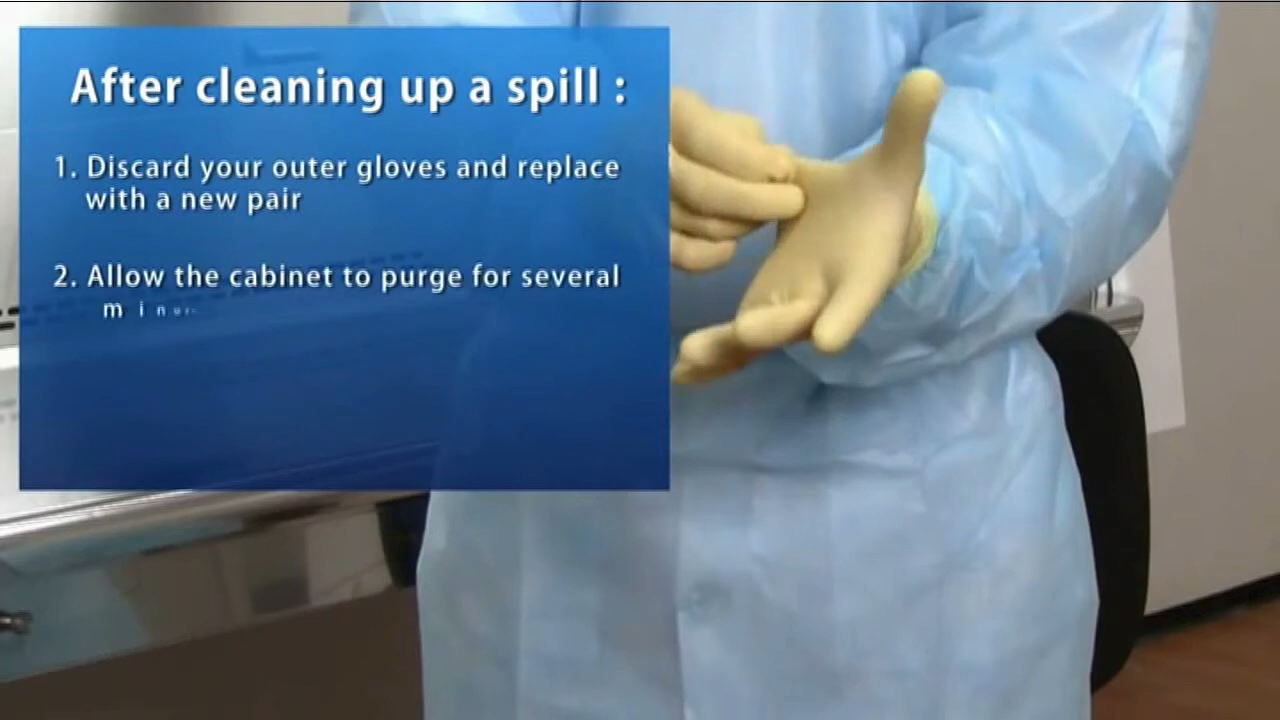 After cleaning up a spill :
1. Discard your outer gloves and replace
with a new pair
2. Allow the cabinet to purge for several